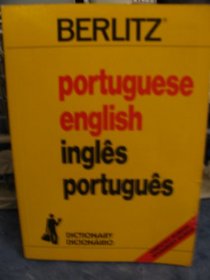 BERLITZ®
portuguese
english
inglês
português
DICTIONARY
DICIONÁRIO